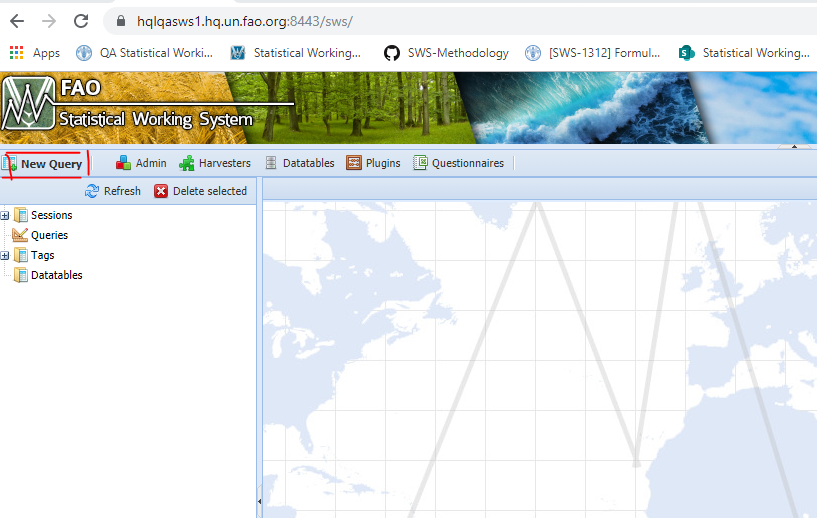 hqlqasws1.hq.un.fao.org:8443/sws/
Apps QA Statistical Worki... Statistical Working... SWS-Methodology [SWS-1312] Formul... Statistical Working...
FAO
Statistical Working System
New Query Admin Harvesters Datatables Plugins Questionnaires
Refresh Delete selected
Sessions
Queries
Tags
Datatables